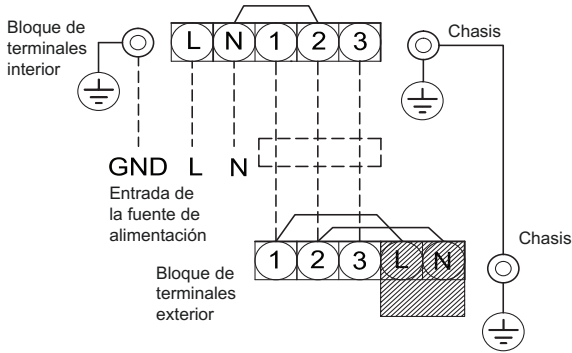 Bloque de
terminales
interior
L N 1 2 3
Chasis
GND L N
Entrada de
la fuente de
alimentación
1 2 3 L N
Chasis
Bloque de
terminales
exterior